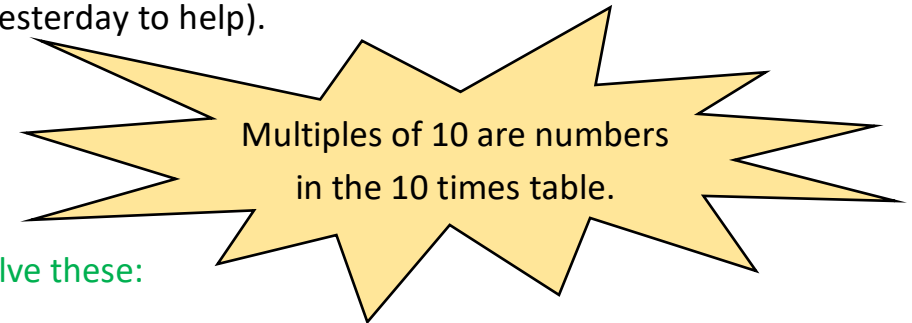 esterday to help).
Multiples of 10 are numbers
in the 10 times table.
lve these: